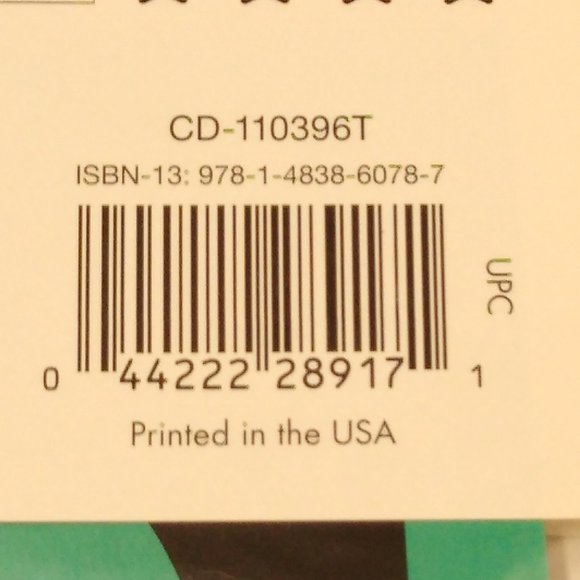 CD-110396T
ISBN-13: 978-1-4838-6078-7
UPC
0 44222 28917 1
Printed in the USA